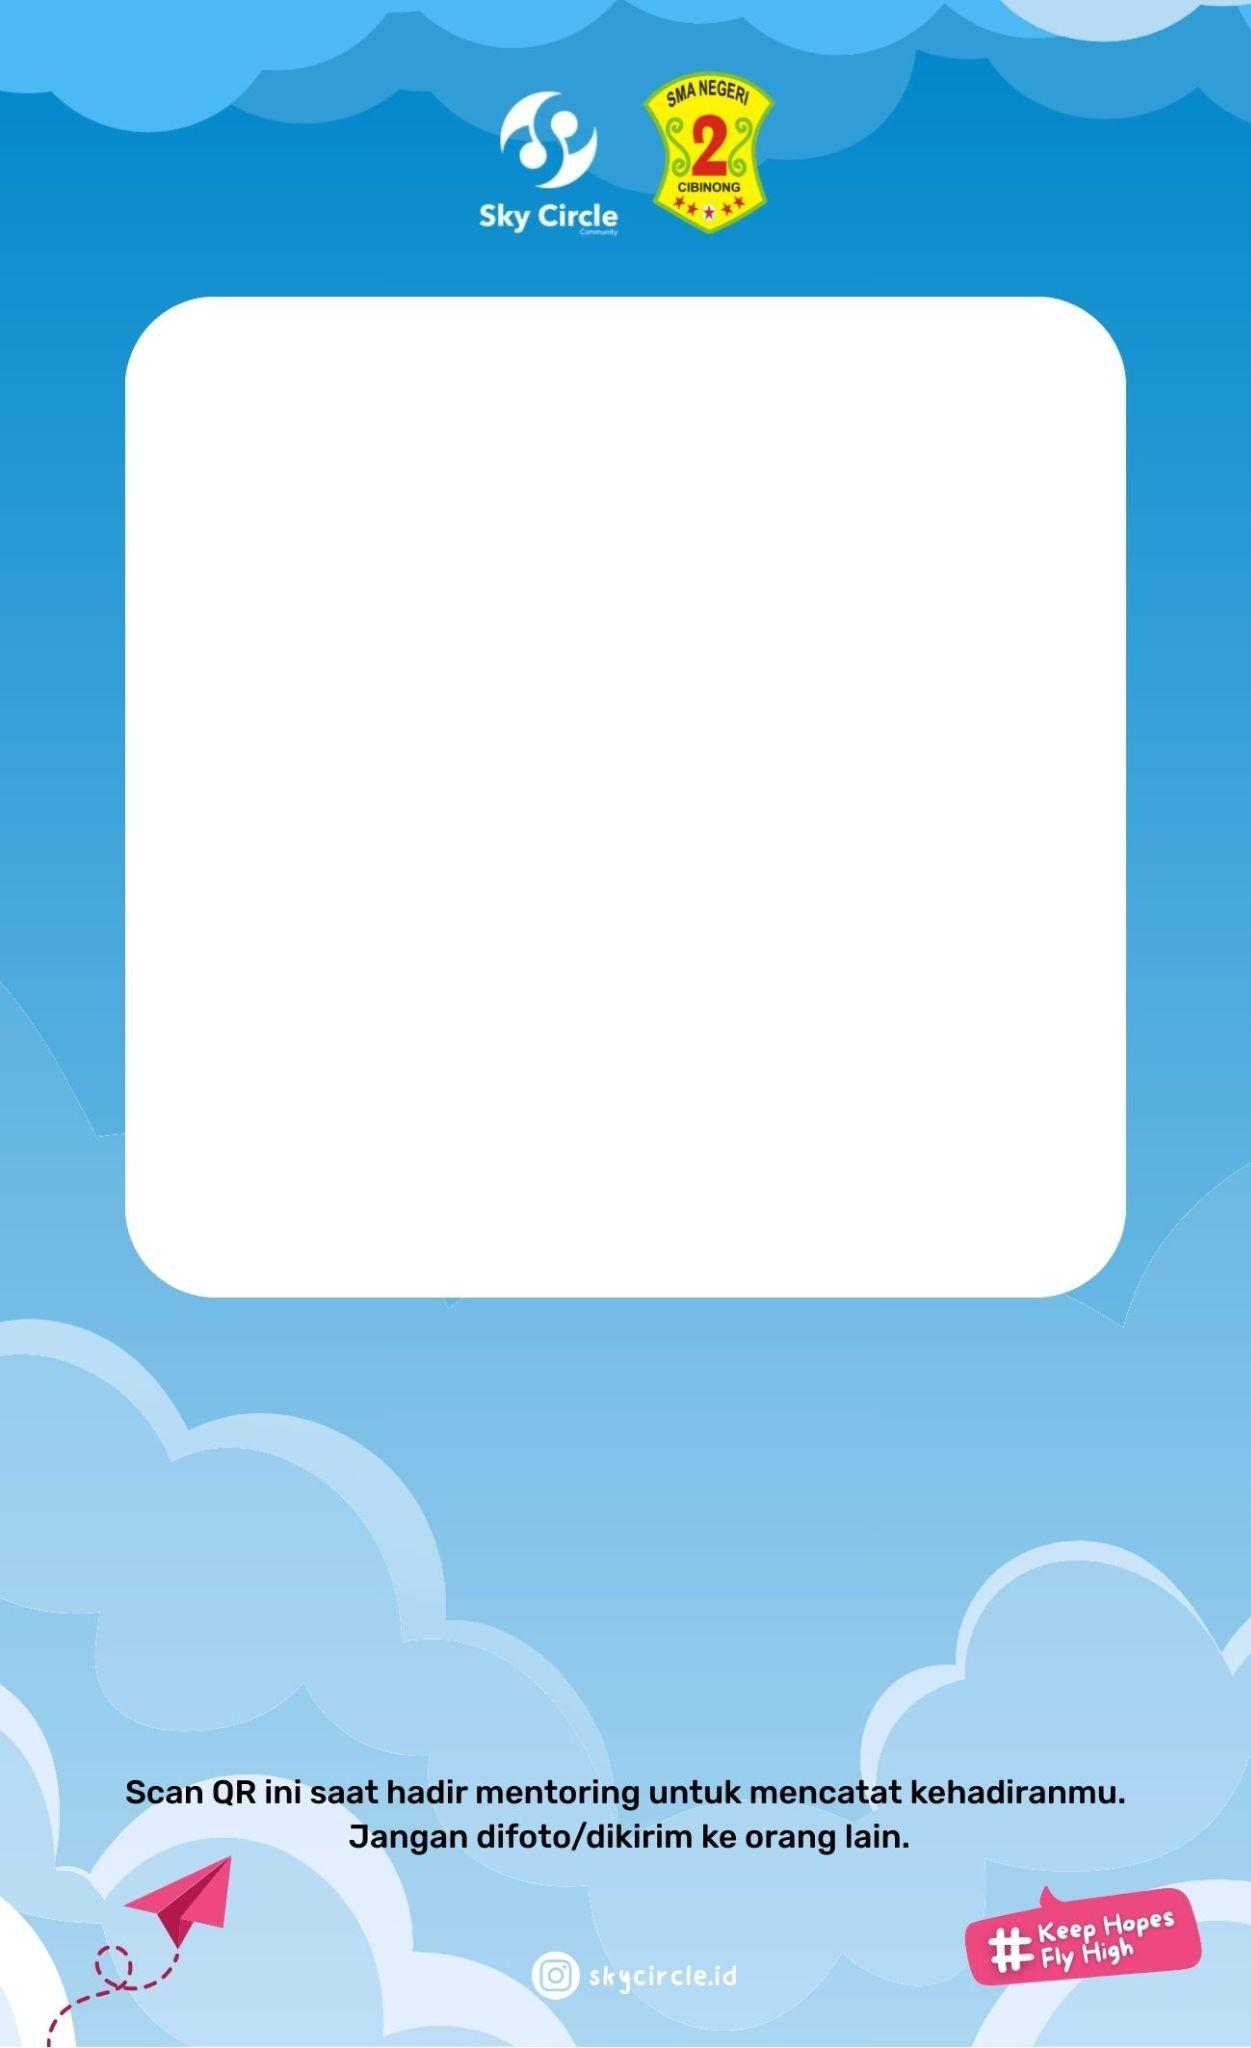 SMA NEGERI
2
CIBINONG
Sky Circle
Community
Scan QR ini saat hadir mentoring untuk mencatat kehadiranmu.
Jangan difoto/dikirim ke orang lain.
# Keep Hopes
Fly High
skycircle.id